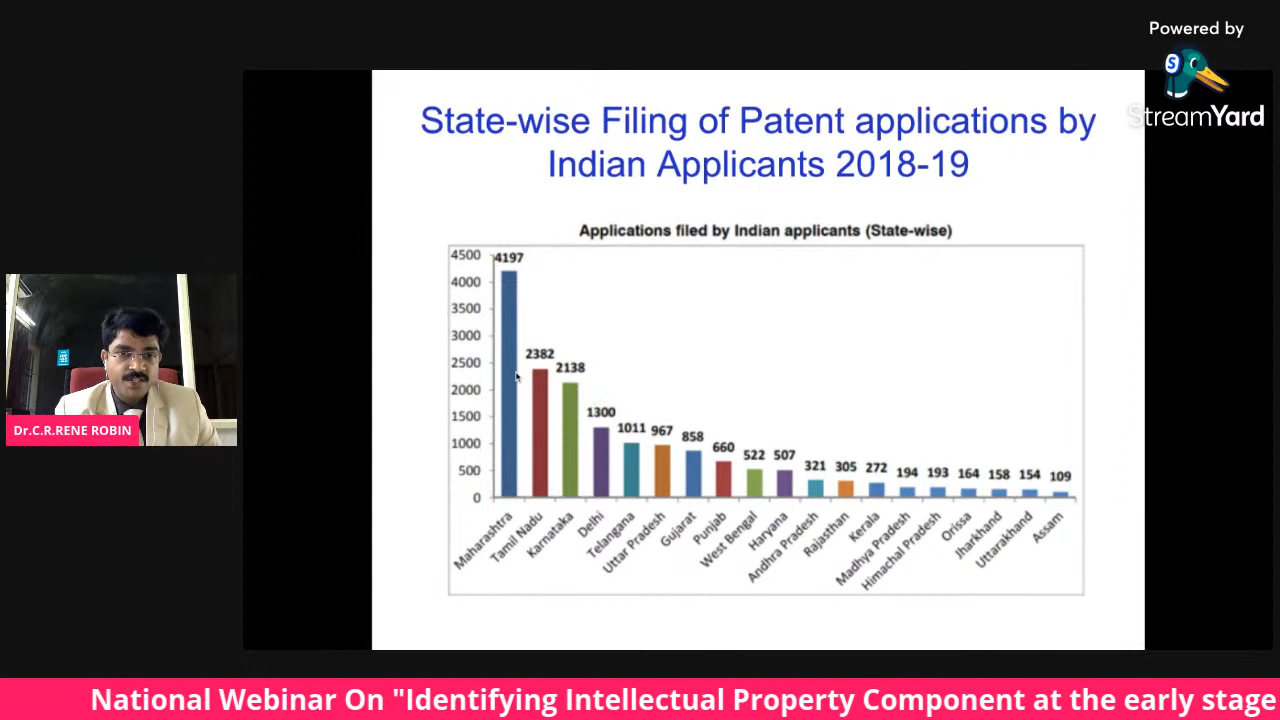 Powered by
StreamYard
State-wise Filing of Patent applications by
Indian Applicants 2018-19
Applications filed by Indian applicants (State-wise)
4500
4000
3500
3000
2500
2000
1500
1000
500
0
4197
2382
2138
1300
1011
967
858
660
522
507
321
305
272
194
193
164
158
154
109
Maharashtra
Tamil Nadu
Karnataka
Delhi
Telangana
Uttar Pradesh
Gujarat
Punjab
West Bengal
Haryana
Andhra Pradesh
Rajasthan
Kerala
Madhya Pradesh
Himachal Pradesh
Orissa
Jharkhand
Uttarakhand
Assam
Dr.C.R.RENE ROBIN
National Webinar On "Identifying Intellectual Property Component at the early stage